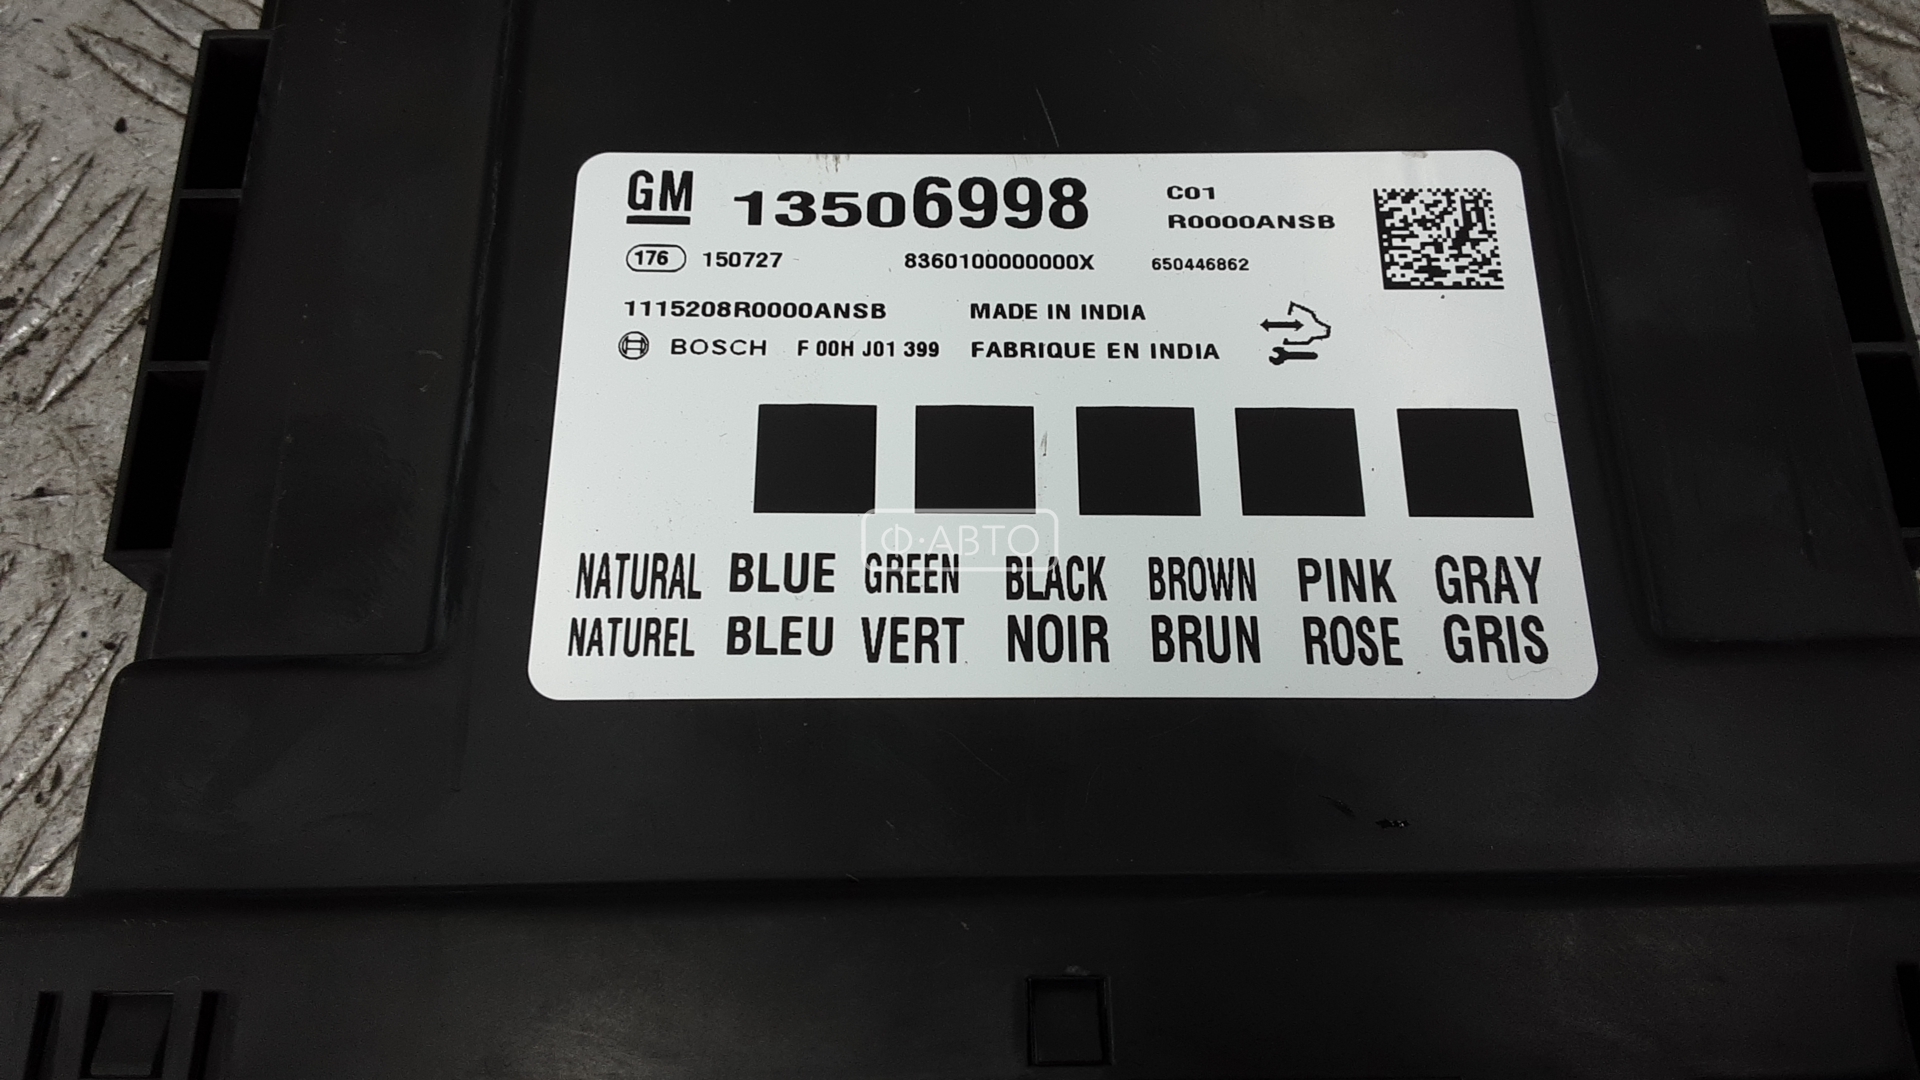 GM 13506998 C01
R0000ANSB
176 150727 8360100000000X 650446862
1115208R0000ANSB MADE IN INDIA
BOSCH F 00H J01 399 FABRIQUE EN INDIA
Ф·АВТО
NATURAL BLUE GREEN BLACK BROWN PINK GRAY
NATUREL BLEU VERT NOIR BRUN ROSE GRIS